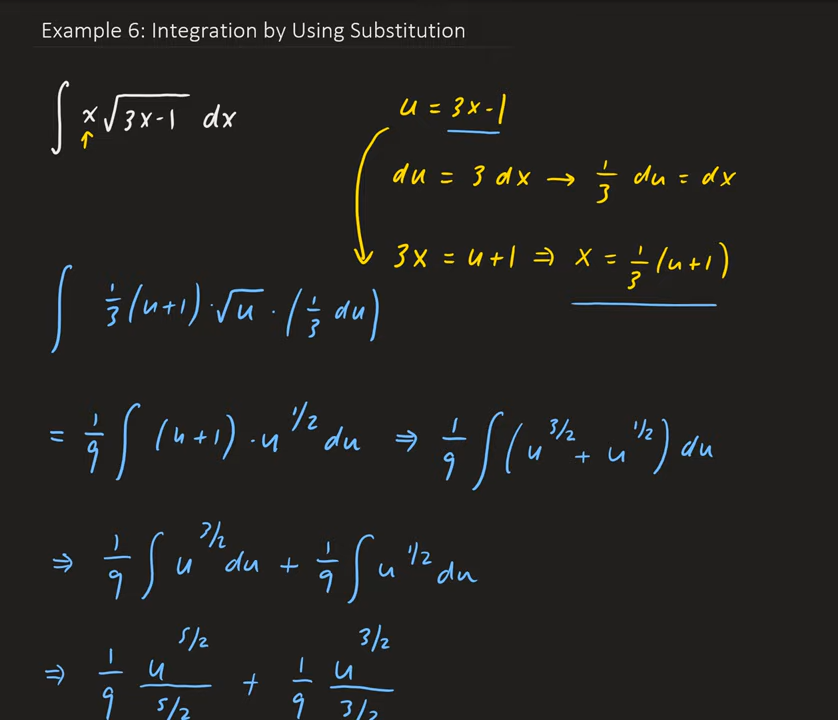 Example 6: Integration by Using Substitution
∫ x√(3x-1) dx
↑
u = 3x-1
du = 3 dx → 1/3 du = dx
3x = u+1 ⇒ x = 1/3 (u+1)
∫ 1/3 (u+1) · √u · (1/3 du)
= 1/9 ∫ (u+1) · u^(1/2) du ⇒ 1/9 ∫ (u^(3/2) + u^(1/2)) du
⇒ 1/9 ∫ u^(3/2) du + 1/9 ∫ u^(1/2) du
⇒ 1/9 u^(5/2)/(5/2) + 1/9 u^(3/2)/(3/2)